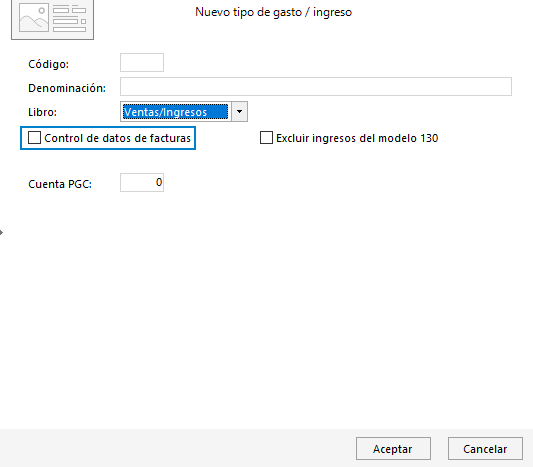 Nuevo tipo de gasto / ingreso
Código:
Denominación:
Libro: Ventas/Ingresos
Control de datos de facturas Excluir ingresos del modelo 130
Cuenta PGC: 0
Aceptar Cancelar